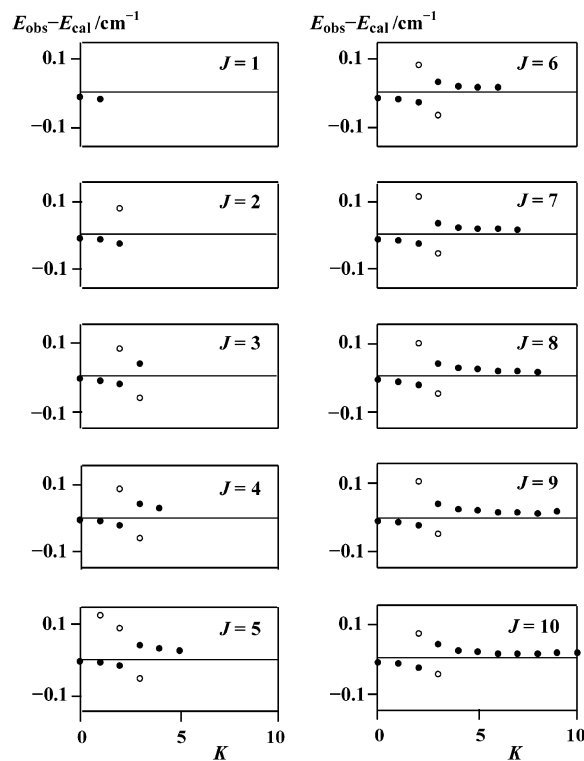 E_obs−E_cal /cm⁻¹
0.1
J = 1
−0.1
0.1
J = 2
−0.1
0.1
J = 3
−0.1
0.1
J = 4
−0.1
0.1
J = 5
−0.1
0
5
10
K
E_obs−E_cal /cm⁻¹
0.1
J = 6
−0.1
0.1
J = 7
−0.1
0.1
J = 8
−0.1
0.1
J = 9
−0.1
0.1
J = 10
−0.1
0
5
10
K